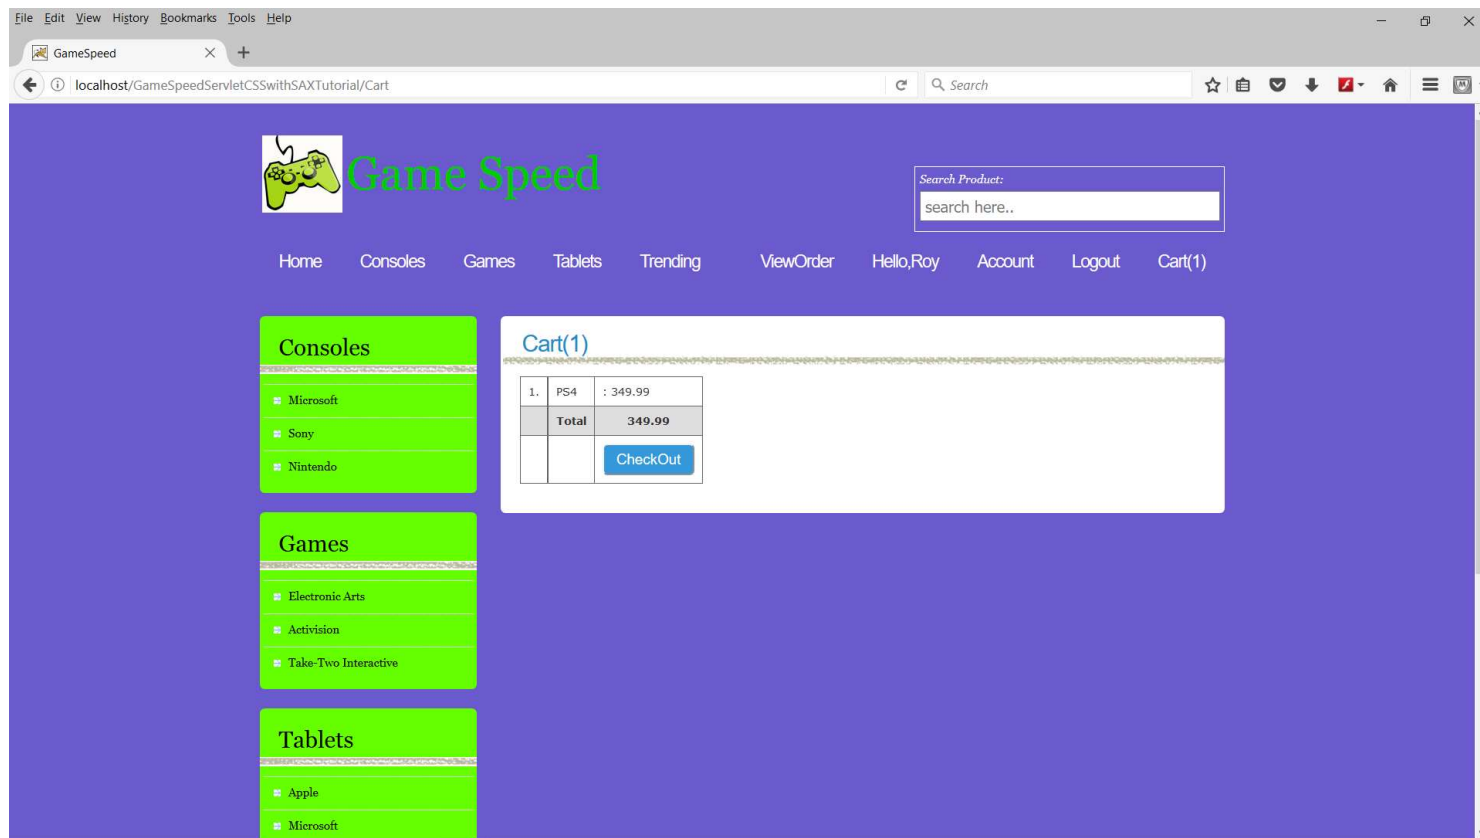 File Edit View History Bookmarks Tools Help
GameSpeed
localhost/GameSpeedServletCSSwithSAXTutorial/Cart
Search
Game Speed
Search Product:
search here..
Home Consoles Games Tablets Trending ViewOrder Hello,Roy Account Logout Cart(1)
Consoles
Microsoft
Sony
Nintendo
Games
Electronic Arts
Activision
Take-Two Interactive
Tablets
Apple
Microsoft
Cart(1)
1. PS4 : 349.99
Total 349.99
CheckOut